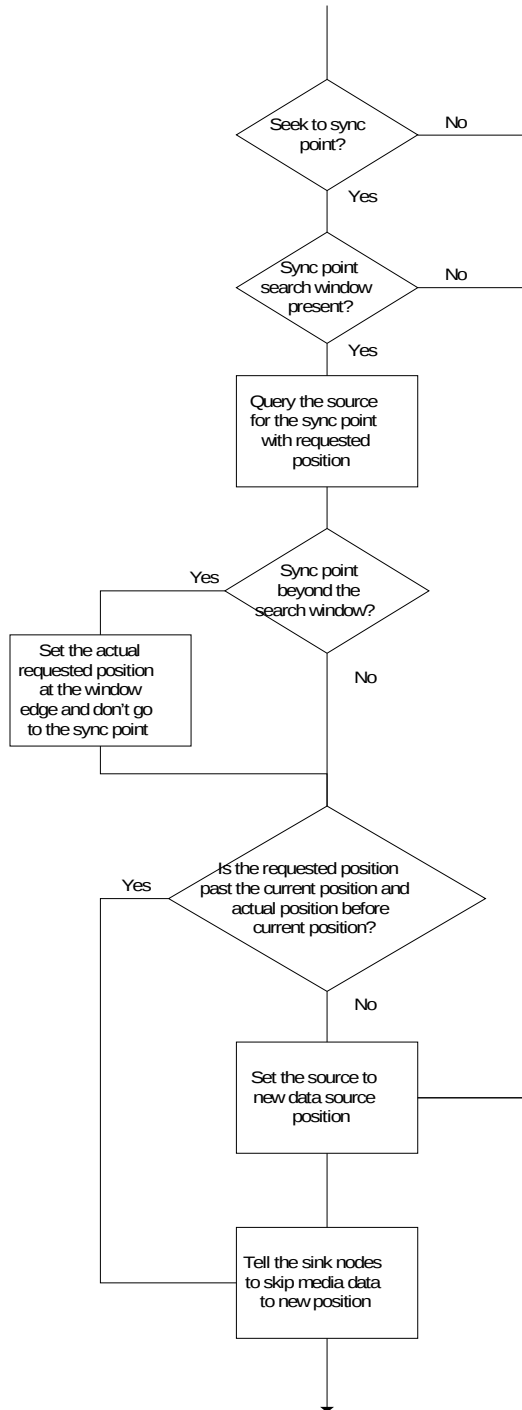 Seek to sync
point?
No
Yes
Sync point
search window
present?
No
Yes
Query the source
for the sync point
with requested
position
Yes
Sync point
beyond the
search window?
Set the actual
requested position
at the window
edge and don't go
to the sync point
No
Is the requested position
past the current position and
actual position before
current position?
Yes
No
Set the source to
new data source
position
Tell the sink nodes
to skip media data
to new position